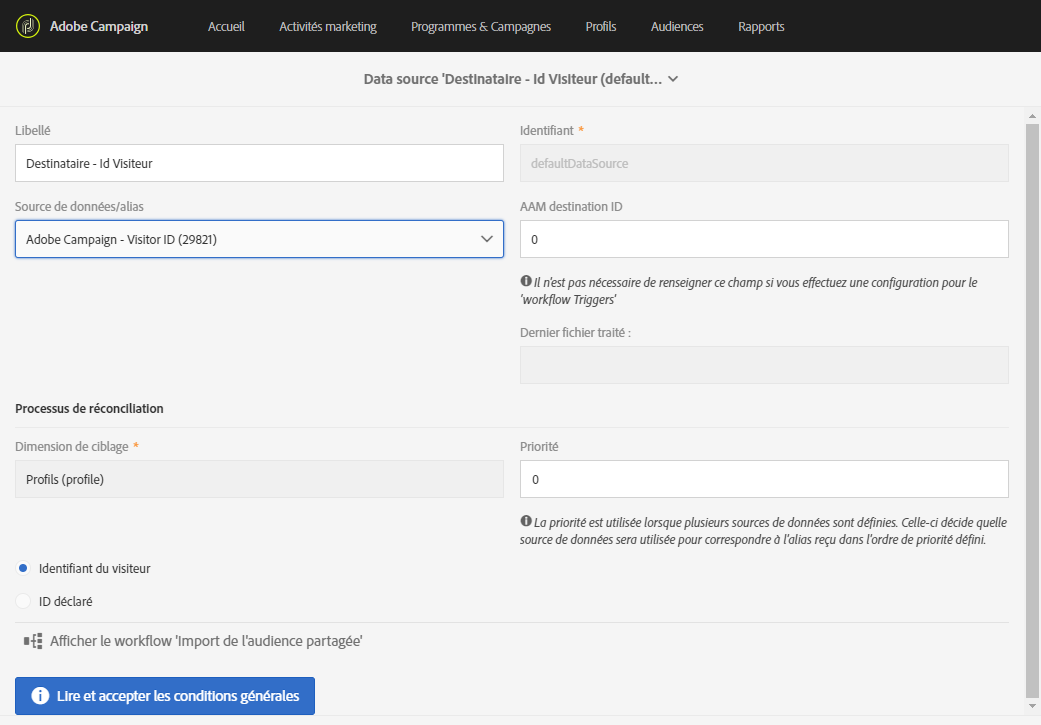 Adobe Campaign Accueil Activités marketing Programmes & Campagnes Profils Audiences Rapports
Data source 'Destinataire - Id Visiteur (default...
Libellé
Identifiant *
Destinataire - Id Visiteur
defaultDataSource
Source de données/alias
AAM destination ID
Adobe Campaign - Visitor ID (29821)
0
Il n'est pas nécessaire de renseigner ce champ si vous effectuez une configuration pour le
'workflow Triggers'
Dernier fichier traité :
Processus de réconciliation
Dimension de ciblage *
Priorité
Profils (profile)
0
La priorité est utilisée lorsque plusieurs sources de données sont définies. Celle-ci décide quelle
source de données sera utilisée pour correspondre à l'alias reçu dans l'ordre de priorité défini.
Identifiant du visiteur
ID déclaré
Afficher le workflow 'Import de l'audience partagée'
Lire et accepter les conditions générales